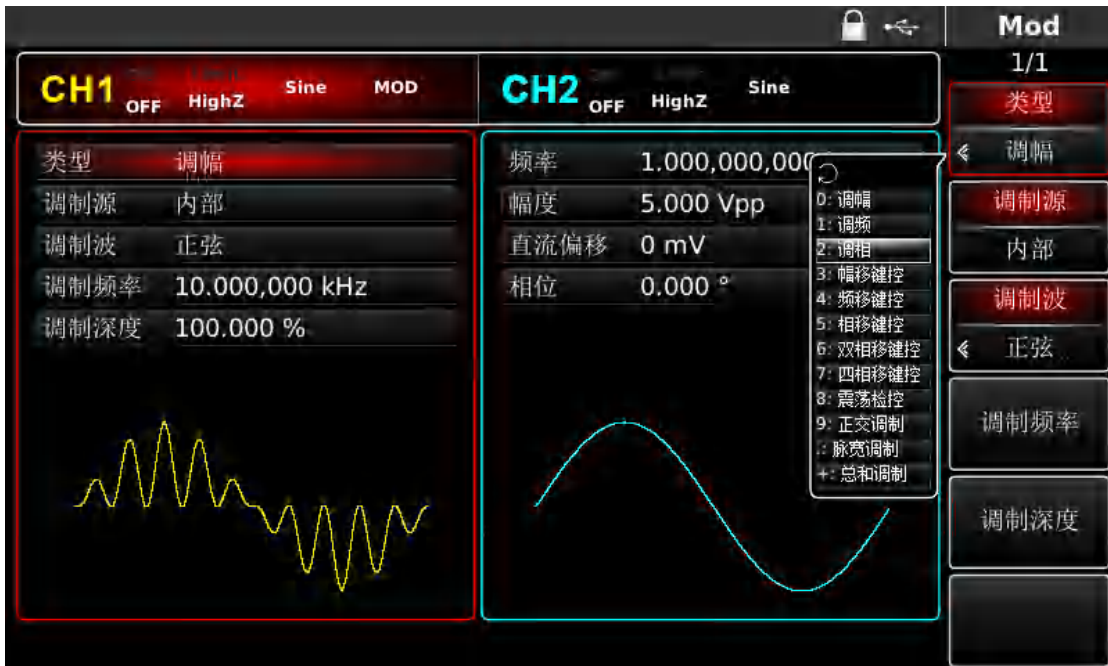 Mod
1/1
CH1 OFF HighZ Sine MOD
CH2 OFF HighZ Sine
类型 调幅
调制源 内部
调制波 正弦
调制频率 10.000,000 kHz
调制深度 100.000 %
频率 1.000,000,000
幅度 5.000 Vpp
直流偏移 0 mV
相位 0.000 °
0: 调幅
1: 调频
2: 调相
3: 幅移键控
4: 频移键控
5: 相移键控
6: 双相移键控
7: 四相移键控
8: 震荡检控
9: 正交调制
.: 脉宽调制
+: 总和调制
类型
调幅
调制源
内部
调制波
正弦
调制频率
调制深度